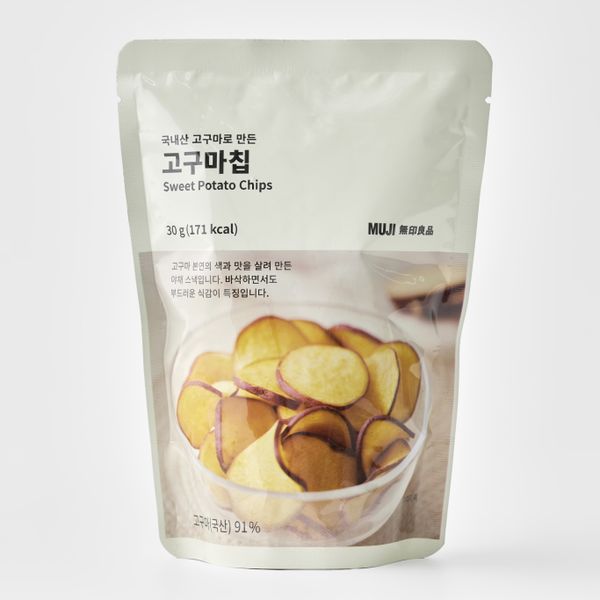 국내산 고구마로 만든
고구마칩
Sweet Potato Chips
30 g (171 kcal)
MUJI 無印良品
고구마 본연의 색과 맛을 살려 만든
야채 스낵입니다. 바삭하면서도
부드러운 식감이 특징입니다.
고구마(국산) 91%